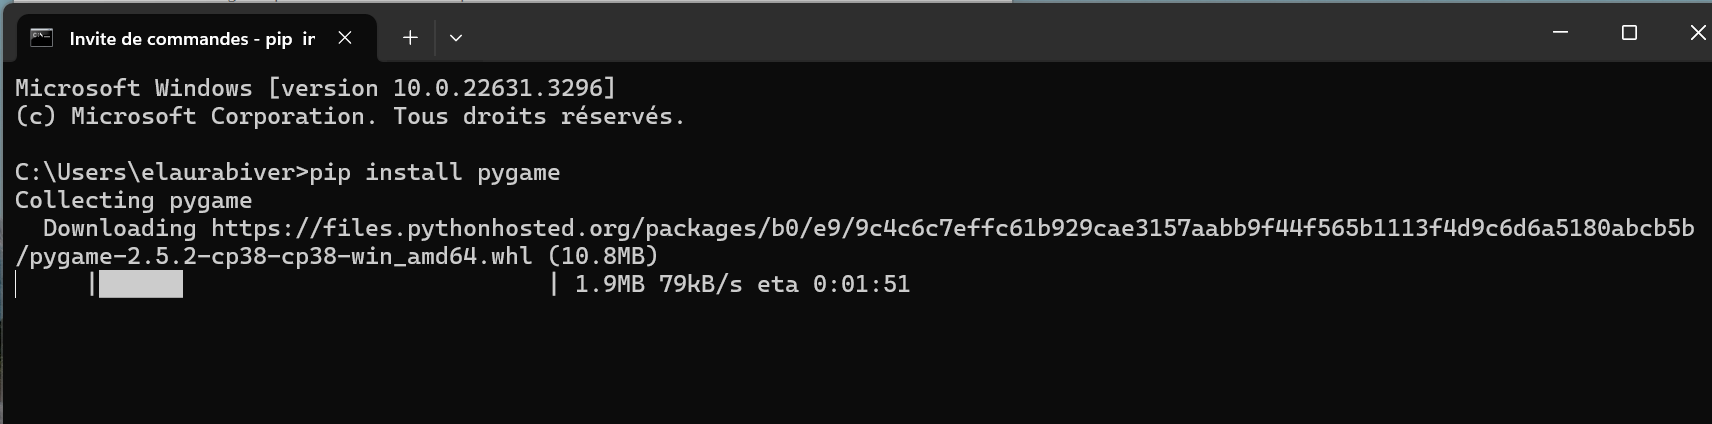 Invite de commandes - pip in
Microsoft Windows [version 10.0.22631.3296]
(c) Microsoft Corporation. Tous droits réservés.
C:\Users\elaurabiver>pip install pygame
Collecting pygame
Downloading https://files.pythonhosted.org/packages/b0/e9/9c4c6c7effc61b929cae3157aabb9f44f565b1113f4d9c6d6a5180abcb5b
/pygame-2.5.2-cp38-cp38-win_amd64.whl (10.8MB)
| | 1.9MB 79kB/s eta 0:01:51